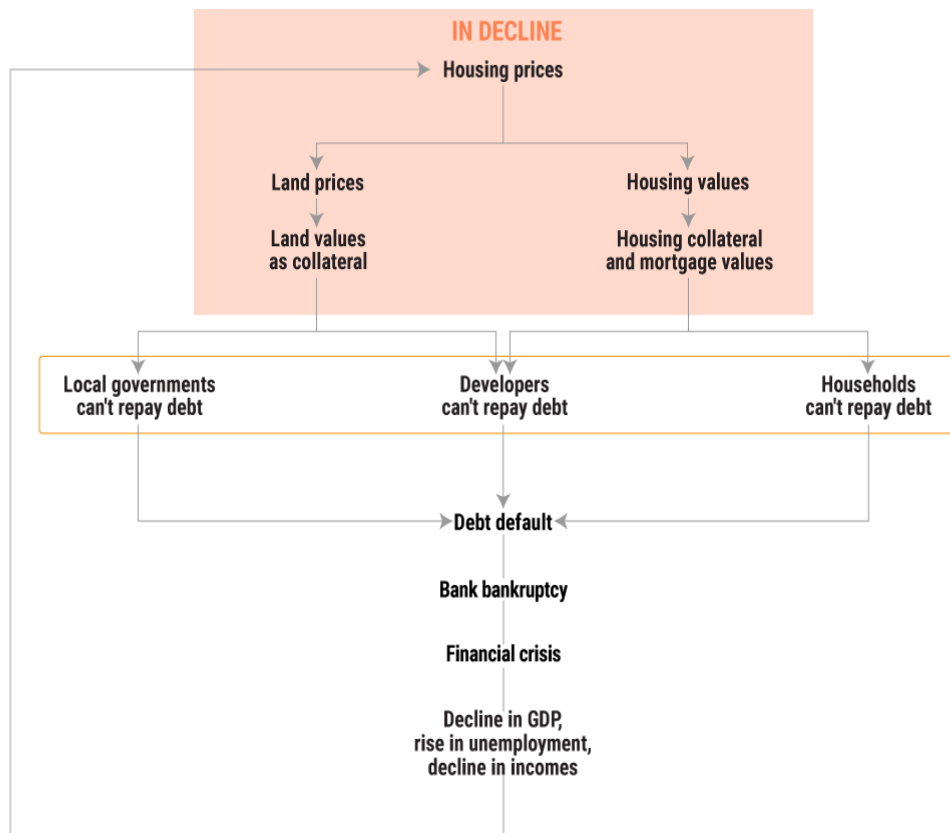 IN DECLINE
Housing prices
Land prices
Housing values
Land values
as collateral
Housing collateral
and mortgage values
Local governments
can't repay debt
Developers
can't repay debt
Households
can't repay debt
Debt default
Bank bankruptcy
Financial crisis
Decline in GDP,
rise in unemployment,
decline in incomes